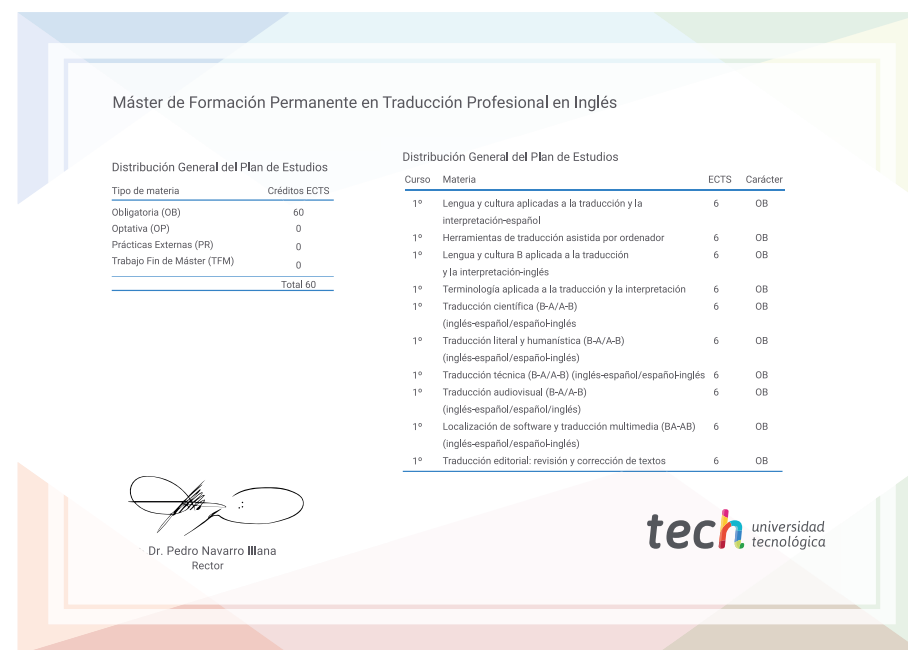 Máster de Formación Permanente en Traducción Profesional en Inglés
Distribución General del Plan de Estudios
Tipo de materia Créditos ECTS
Obligatoria (OB) 60
Optativa (OP) 0
Prácticas Externas (PR) 0
Trabajo Fin de Máster (TFM) 0
Total 60
Distribución General del Plan de Estudios
Curso Materia ECTS Carácter
1º Lengua y cultura aplicadas a la traducción y la 6 OB
interpretación-español
1º Herramientas de traducción asistida por ordenador 6 OB
1º Lengua y cultura B aplicada a la traducción 6 OB
y la interpretación-inglés
1º Terminología aplicada a la traducción y la interpretación 6 OB
1º Traducción científica (B-A/A-B) 6 OB
(inglés-español/español-inglés
1º Traducción literal y humanística (B-A/A-B) 6 OB
(inglés-español/español-inglés)
1º Traducción técnica (B-A/A-B) (inglés-español/español-inglés 6 OB
1º Traducción audiovisual (B-A/A-B) 6 OB
(inglés-español/español/inglés)
1º Localización de software y traducción multimedia (BA-AB) 6 OB
(inglés-español/español-inglés)
1º Traducción editorial: revisión y corrección de textos 6 OB
Dr. Pedro Navarro Illana
Rector
tech universidad
tecnológica